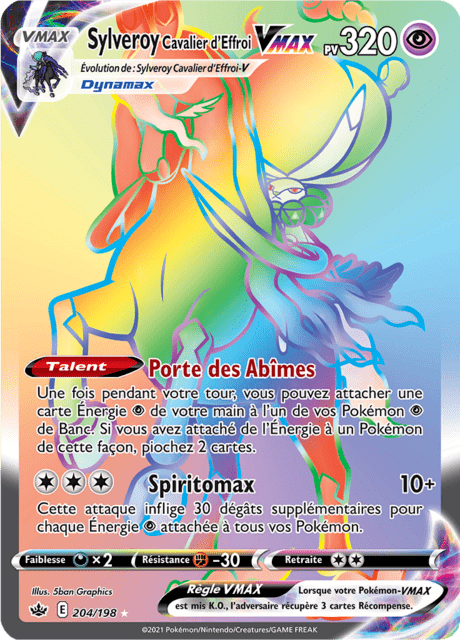 VMAX
Sylveroy Cavalier d'Effroi VMAX PV 320
Évolution de : Sylveroy Cavalier d'Effroi-V
Dynamax
Talent Porte des Abîmes
Une fois pendant votre tour, vous pouvez attacher une
carte Énergie de votre main à l'un de vos Pokémon
de Banc. Si vous avez attaché de l'Énergie à un Pokémon
de cette façon, piochez 2 cartes.
Spiritomax 10+
Cette attaque inflige 30 dégâts supplémentaires pour
chaque Énergie attachée à tous vos Pokémon.
Faiblesse ×2 Résistance -30 Retraite
Illus. 5ban Graphics
Règle VMAX Lorsque votre Pokémon-VMAX
est mis K.O., l'adversaire récupère 3 cartes Récompense.
E 204/198
©2021 Pokémon/Nintendo/Creatures/GAME FREAK